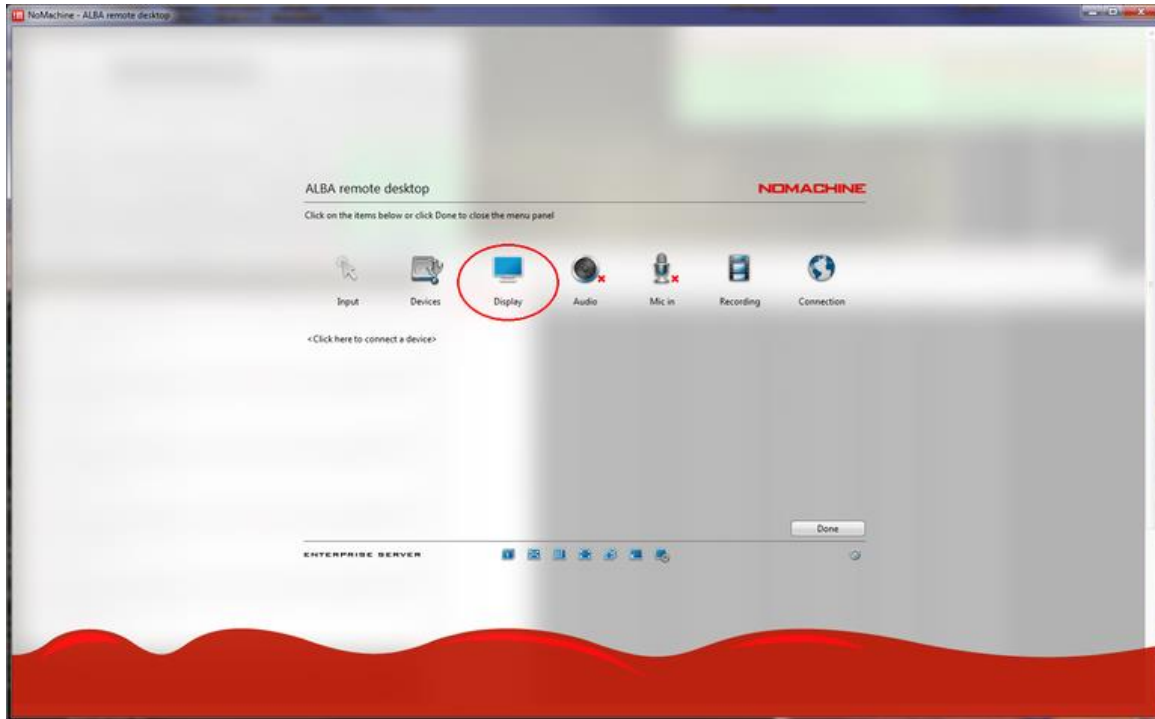 NoMachine - ALBA remote desktop
ALBA remote desktop NOMACHINE
Click on the items below or click Done to close the menu panel
Input Devices Display Audio Mic in Recording Connection
<Click here to connect a device>
Done
ENTERPRISE SERVER